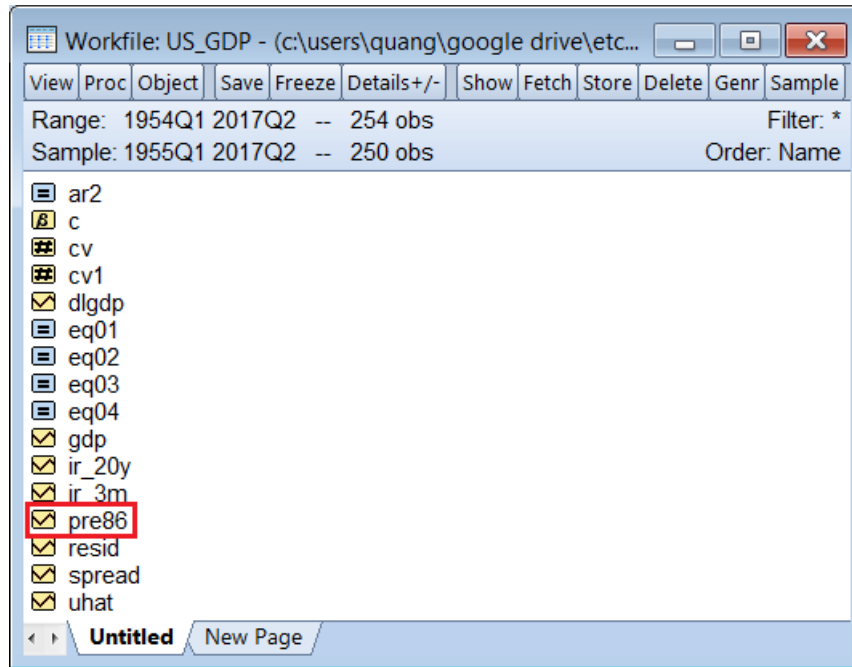 Workfile: US_GDP - (c:\users\quang\google drive\etc...
View Proc Object Save Freeze Details+/- Show Fetch Store Delete Genr Sample
Range: 1954Q1 2017Q2 -- 254 obs Filter: *
Sample: 1955Q1 2017Q2 -- 250 obs Order: Name
ar2
β c
cv
cv1
dlgdp
eq01
eq02
eq03
eq04
gdp
ir_20y
ir_3m
pre86
resid
spread
uhat
Untitled New Page